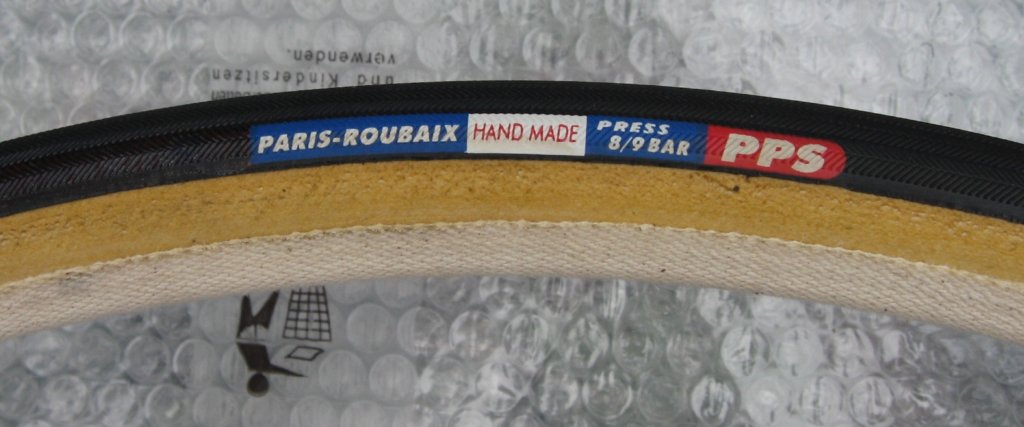 PARIS-ROUBAIX HAND MADE PRESS 8/9 BAR PPS
verwenden.
und Kindersitzen